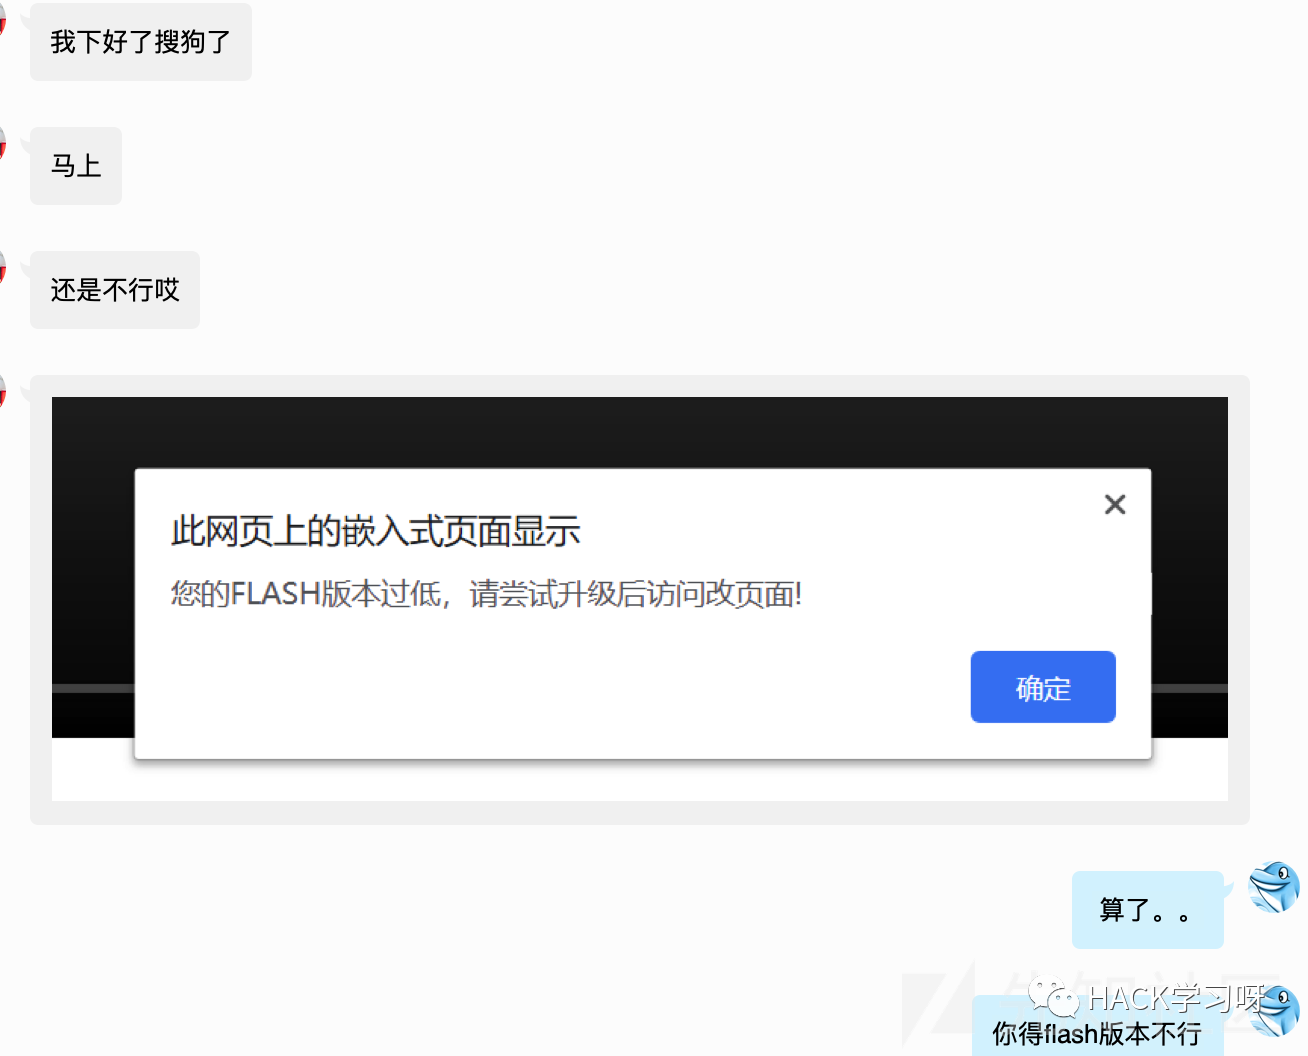 我下好了搜狗了
马上
还是不行哎
此网页上的嵌入式页面显示
您的FLASH版本过低，请尝试升级后访问改页面!
确定
算了。。
HACK学习呀
你得flash版本不行